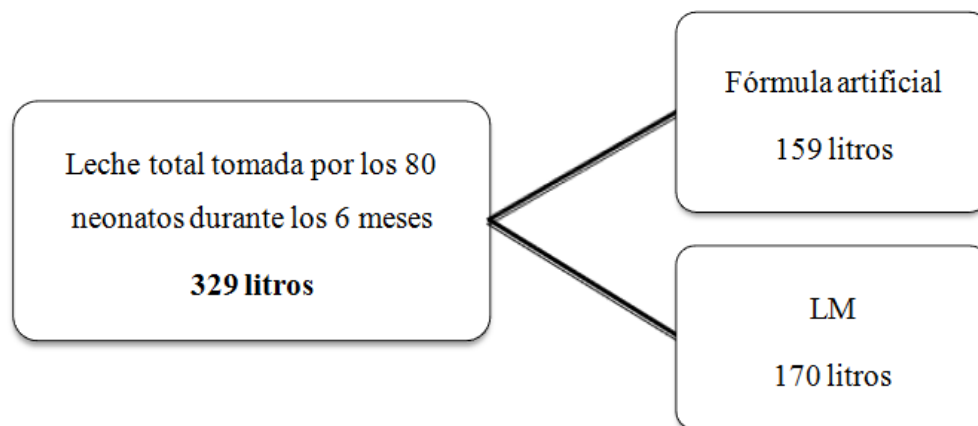 Leche total tomada por los 80
neonatos durante los 6 meses
329 litros
Fórmula artificial
159 litros
LM
170 litros